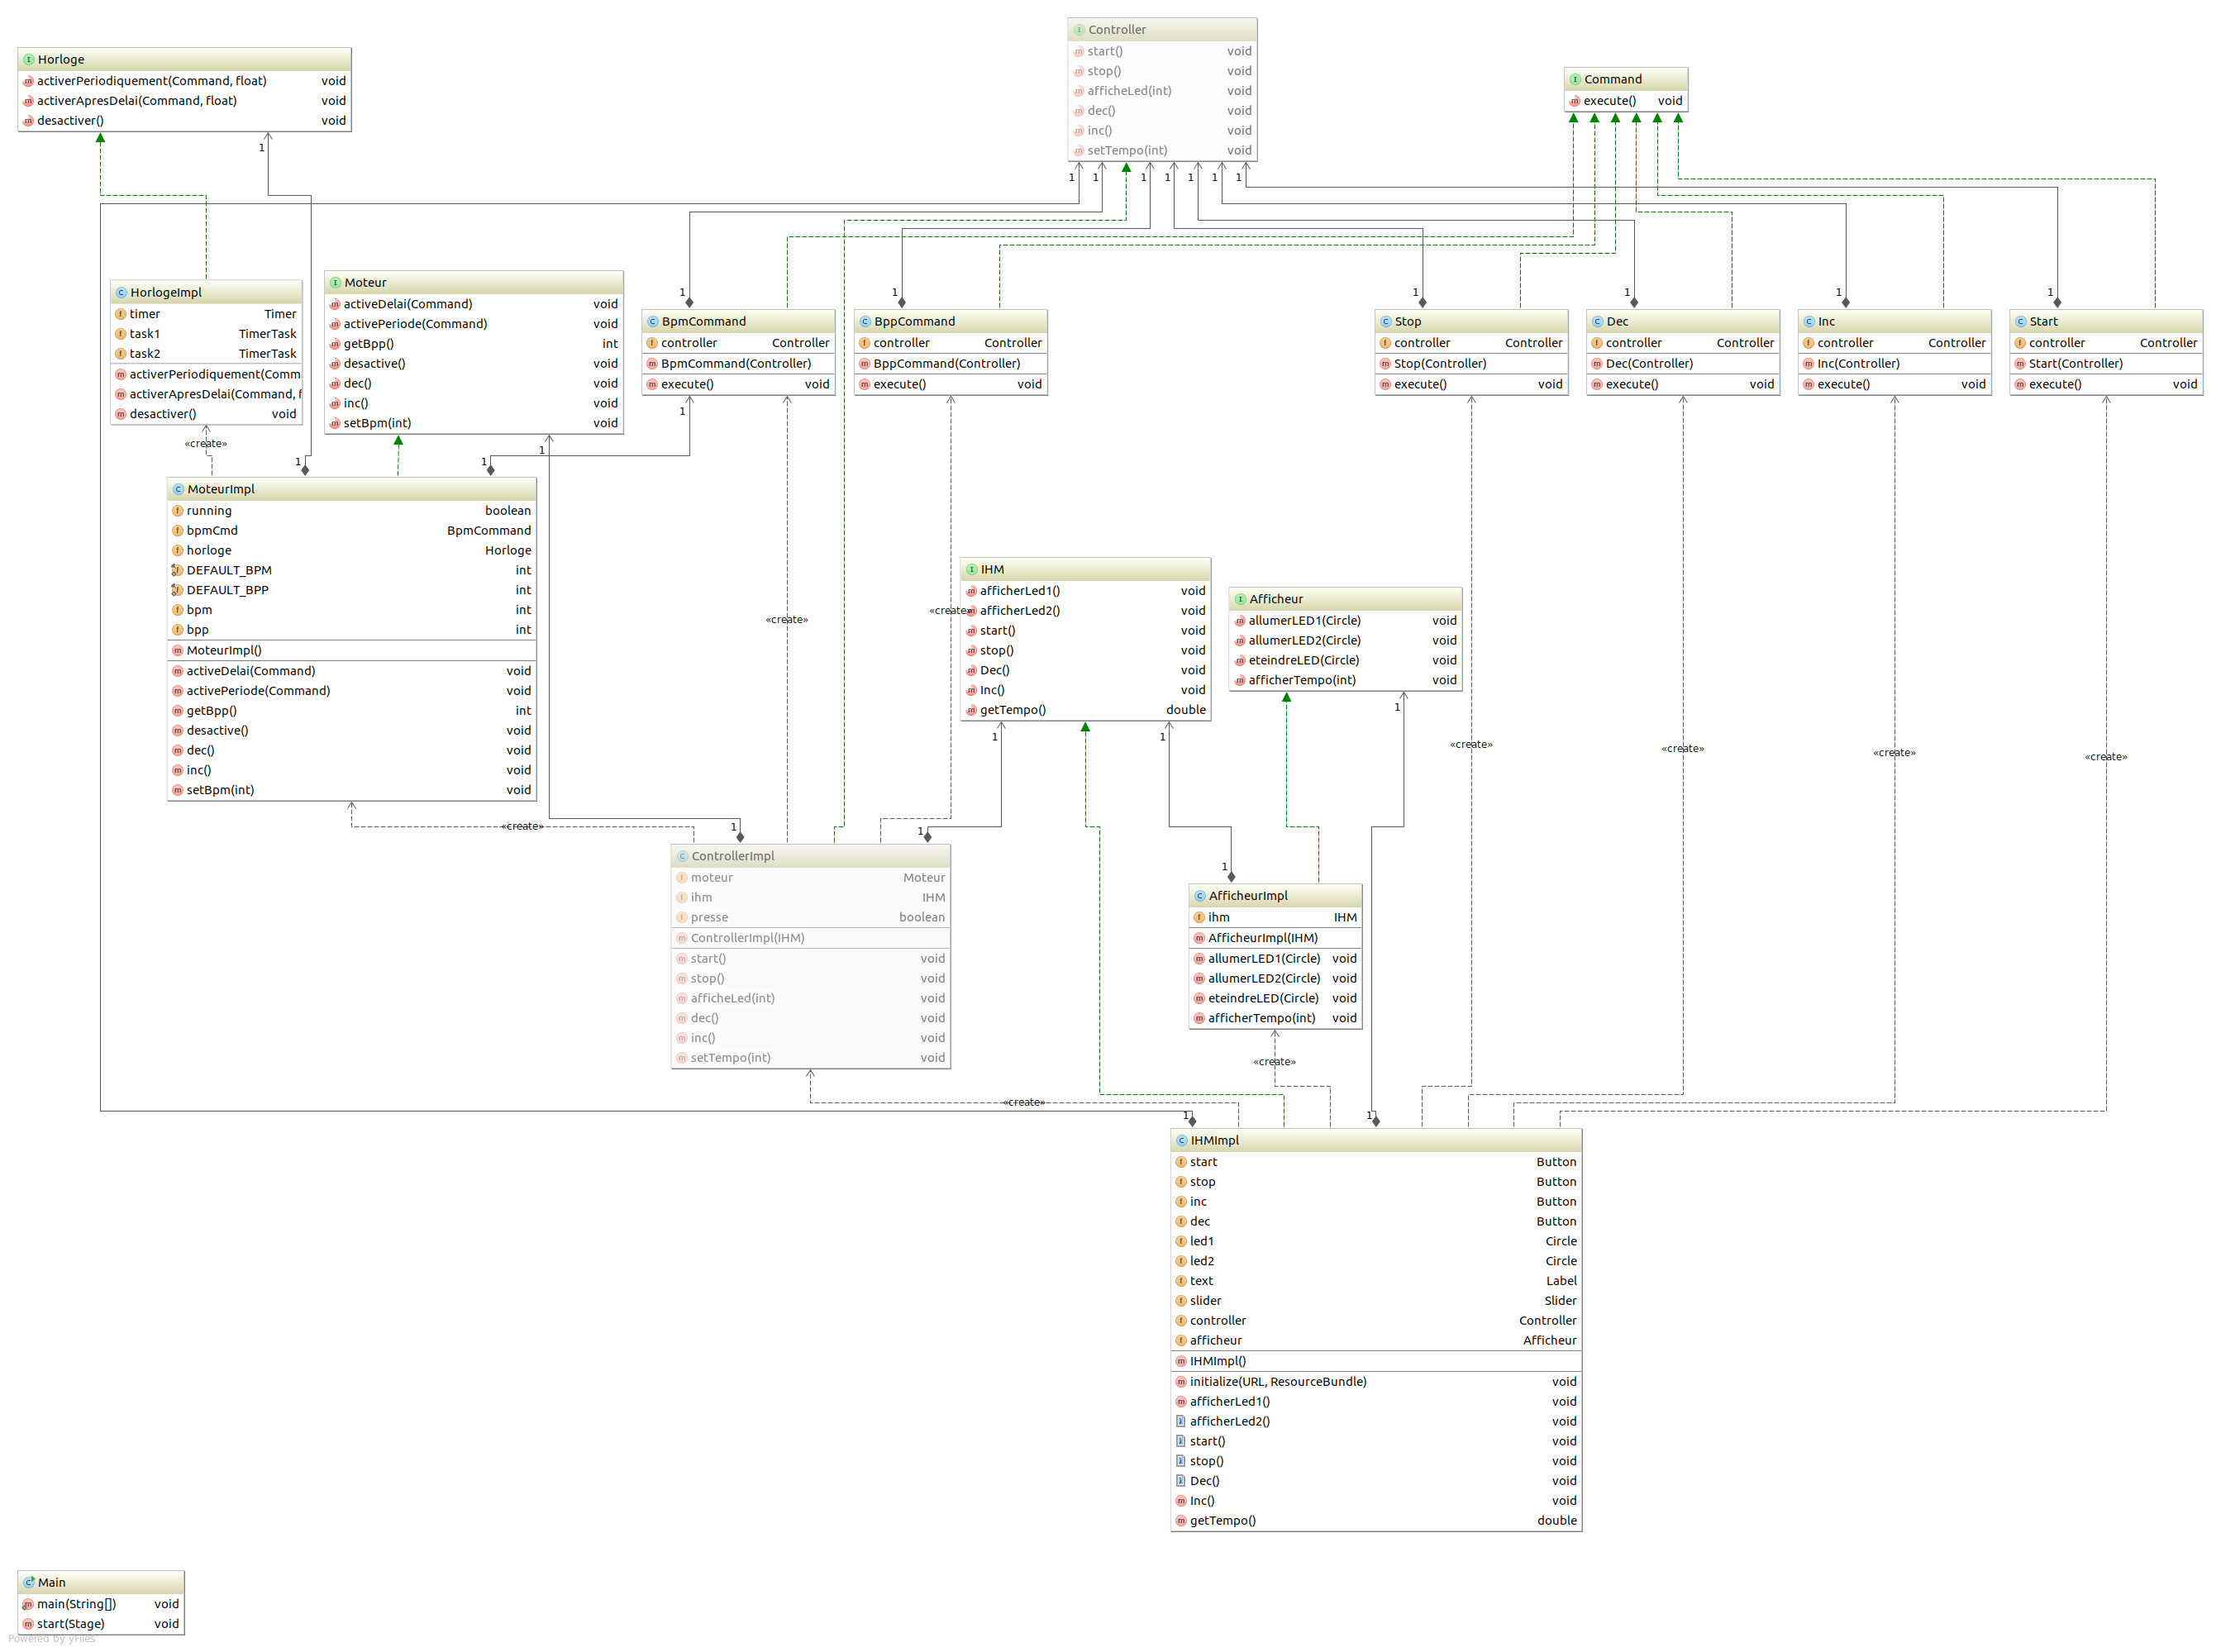 Controller
start() void
stop() void
afficheLed(int) void
dec() void
inc() void
setTempo(int) void
Horloge
activerPeriodiquement(Command, float) void
activerApresDelai(Command, float) void
desactiver() void
Command
execute() void
1
1 1 1 1 1 1 1
HorlogeImpl
timer Timer
task1 TimerTask
task2 TimerTask
activerPeriodiquement(Comm
activerApresDelai(Command, f
desactiver() void
Moteur
activeDelai(Command) void
activePeriode(Command) void
getBpp() int
desactive() void
dec() void
inc() void
setBpm(int) void
1 1 1 1 1 1
BpmCommand
controller Controller
BpmCommand(Controller)
execute() void
BppCommand
controller Controller
BppCommand(Controller)
execute() void
Stop
controller Controller
Stop(Controller)
execute() void
Dec
controller Controller
Dec(Controller)
execute() void
Inc
controller Controller
Inc(Controller)
execute() void
Start
controller Controller
Start(Controller)
execute() void
1
«create»
1
1 1
MoteurImpl
running boolean
bpmCmd BpmCommand
horloge Horloge
DEFAULT_BPM int
DEFAULT_BPP int
bpm int
bpp int
MoteurImpl()
activeDelai(Command) void
activePeriode(Command) void
getBpp() int
desactive() void
dec() void
inc() void
setBpm(int) void
IHM
afficherLed1() void
afficherLed2() void
start() void
stop() void
Dec() void
Inc() void
getTempo() double
Afficheur
allumerLED1(Circle) void
allumerLED2(Circle) void
eteindreLED(Circle) void
afficherTempo(int) void
«create»
«create»
1
1 1
«create»
«create»
«create»
«create»
«create»
1 1
1
ControllerImpl
moteur Moteur
ihm IHM
presse boolean
ControllerImpl(IHM)
start() void
stop() void
afficheLed(int) void
dec() void
inc() void
setTempo(int) void
AfficheurImpl
ihm IHM
AfficheurImpl(IHM)
allumerLED1(Circle) void
allumerLED2(Circle) void
eteindreLED(Circle) void
afficherTempo(int) void
«create»
«create»
1 1
IHMImpl
start Button
stop Button
inc Button
dec Button
led1 Circle
led2 Circle
text Label
slider Slider
controller Controller
afficheur Afficheur
IHMImpl()
initialize(URL, ResourceBundle) void
afficherLed1() void
afficherLed2() void
start() void
stop() void
Dec() void
Inc() void
getTempo() double
Main
main(String[]) void
start(Stage) void
Powered by yFiles